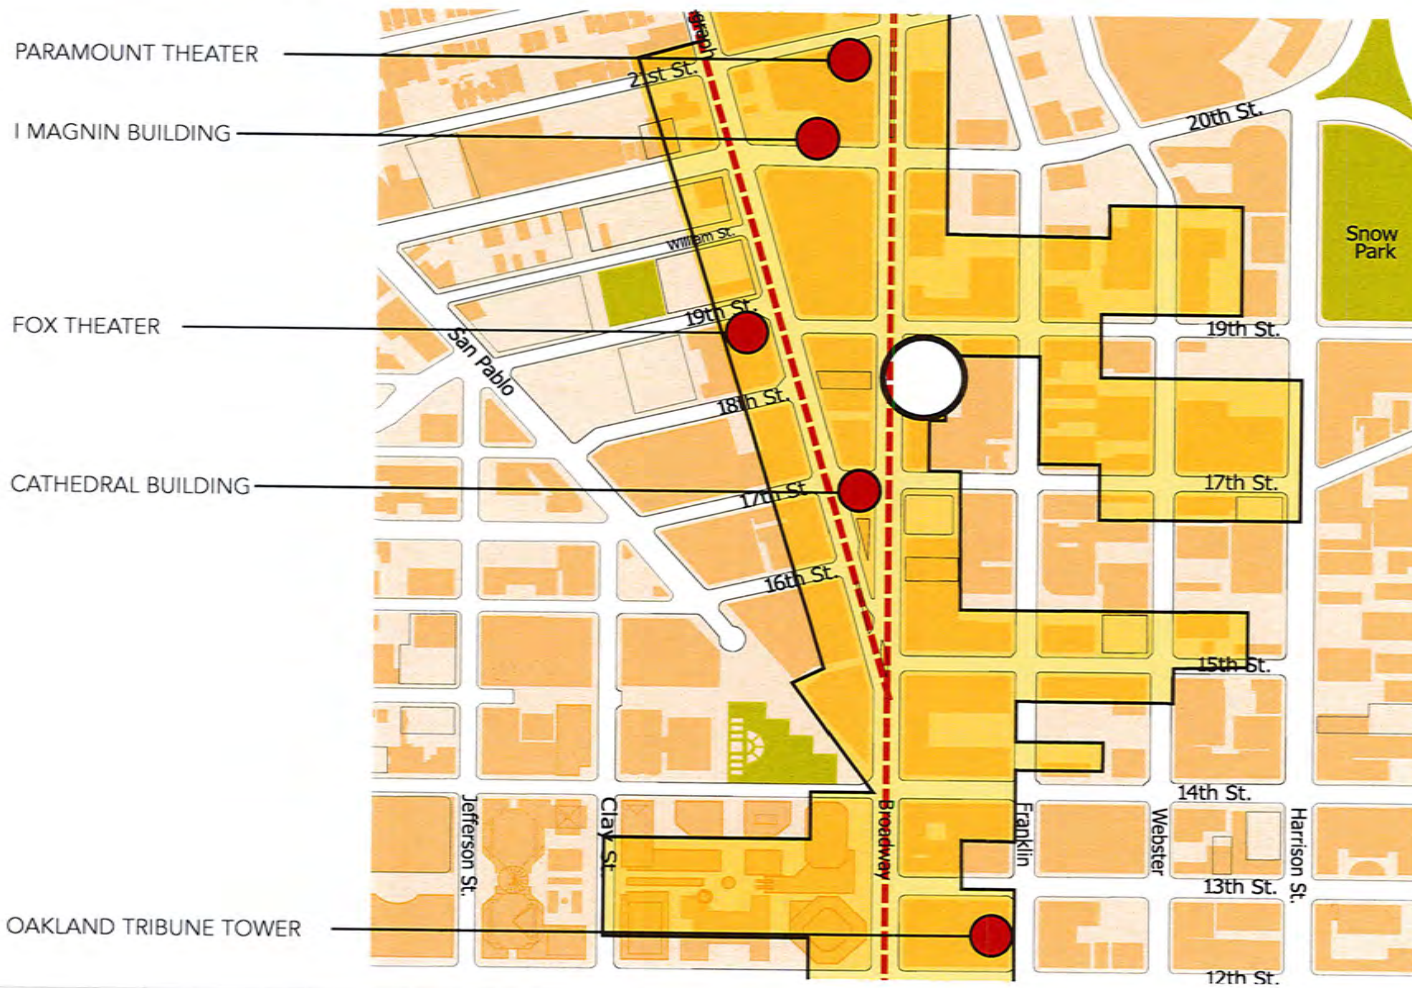 PARAMOUNT THEATER
I MAGNIN BUILDING
FOX THEATER
CATHEDRAL BUILDING
OAKLAND TRIBUNE TOWER
graph
21st St.
20th St.
William St.
Snow
Park
19th St.
19th St.
San Pablo
18th St.
17th St
17th St.
16th St.
15th St.
14th St.
Jefferson St.
Clay St.
Broadway
Franklin
Webster
Harrison St.
13th St.
12th St.